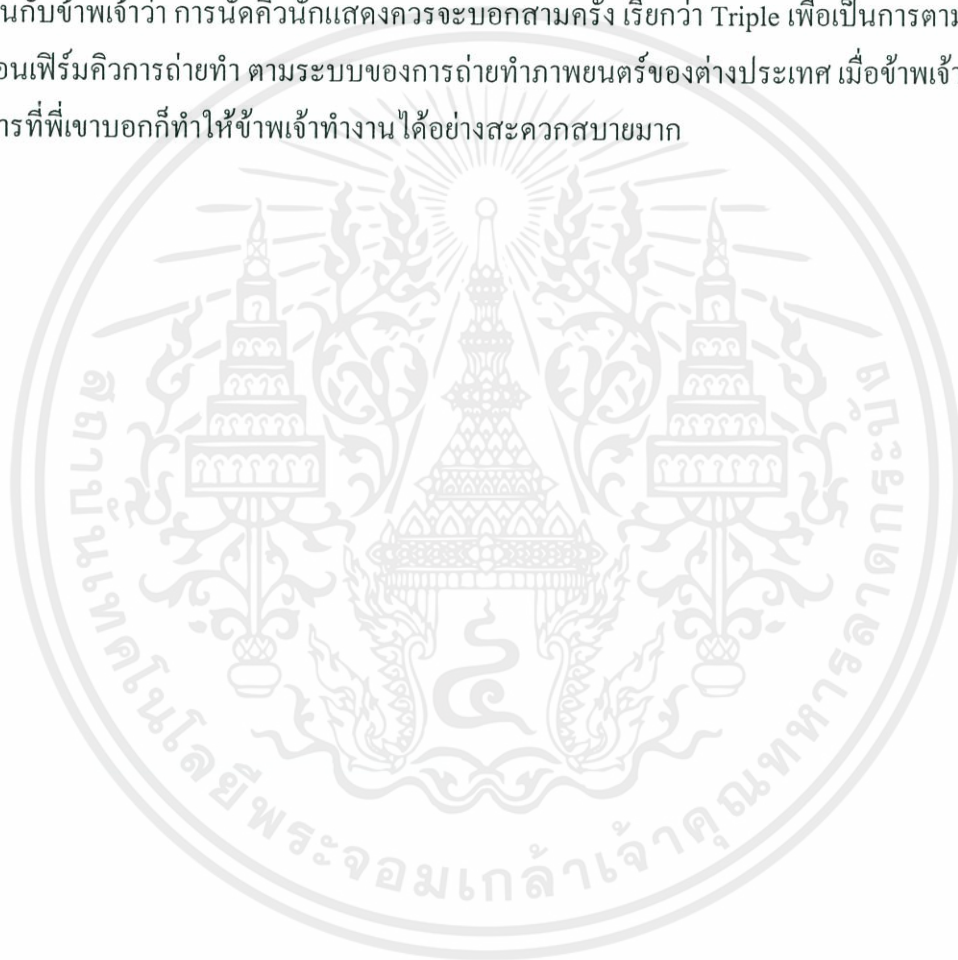 นกับข้าพเจ้าว่า การนัดคิวนักแสดงควรจะบอกสามครั้ง เรียกว่า Triple เพื่อเป็นการตาม
อนเฟิร์มคิวการถ่ายทำ ตามระบบของการถ่ายทำภาพยนตร์ของต่างประเทศ เมื่อข้าพเจ้า
ารที่พี่เขาบอกก็ทำให้ข้าพเจ้าทำงานได้อย่างสะดวกสบายมาก
สถาบันเทคโนโลยีพระจอมเกล้าเจ้าคุณทหารลาดกระบัง